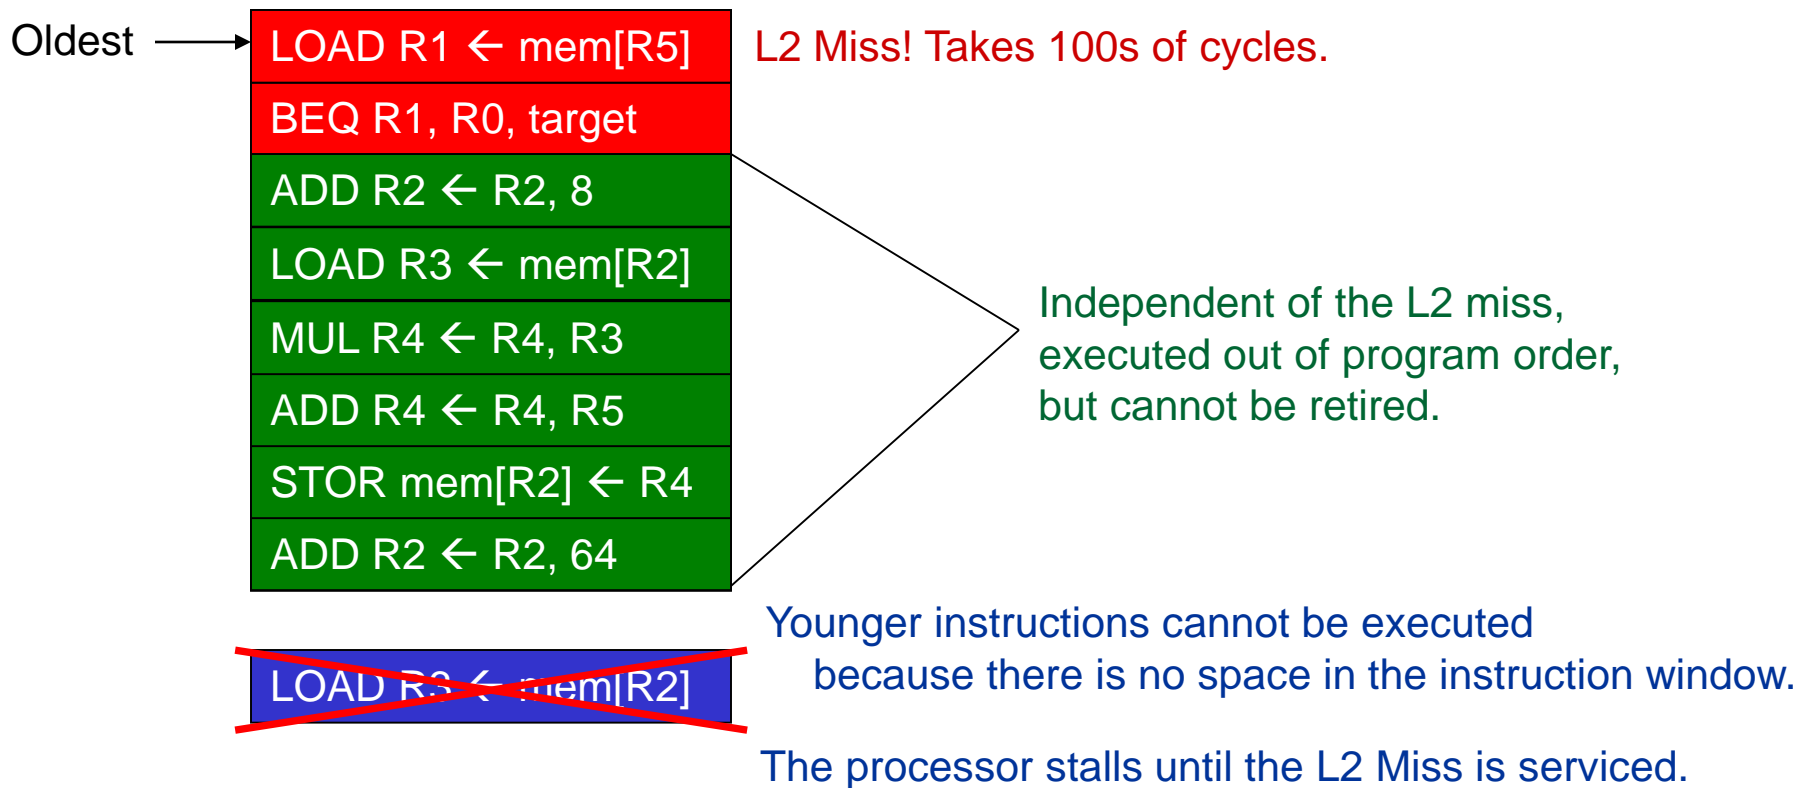 Oldest
LOAD R1 ← mem[R5]
L2 Miss! Takes 100s of cycles.
BEQ R1, R0, target
ADD R2 ← R2, 8
LOAD R3 ← mem[R2]
MUL R4 ← R4, R3
ADD R4 ← R4, R5
STOR mem[R2] ← R4
ADD R2 ← R2, 64
Independent of the L2 miss,
executed out of program order,
but cannot be retired.
LOAD R3 ← mem[R2]
Younger instructions cannot be executed
because there is no space in the instruction window.
The processor stalls until the L2 Miss is serviced.